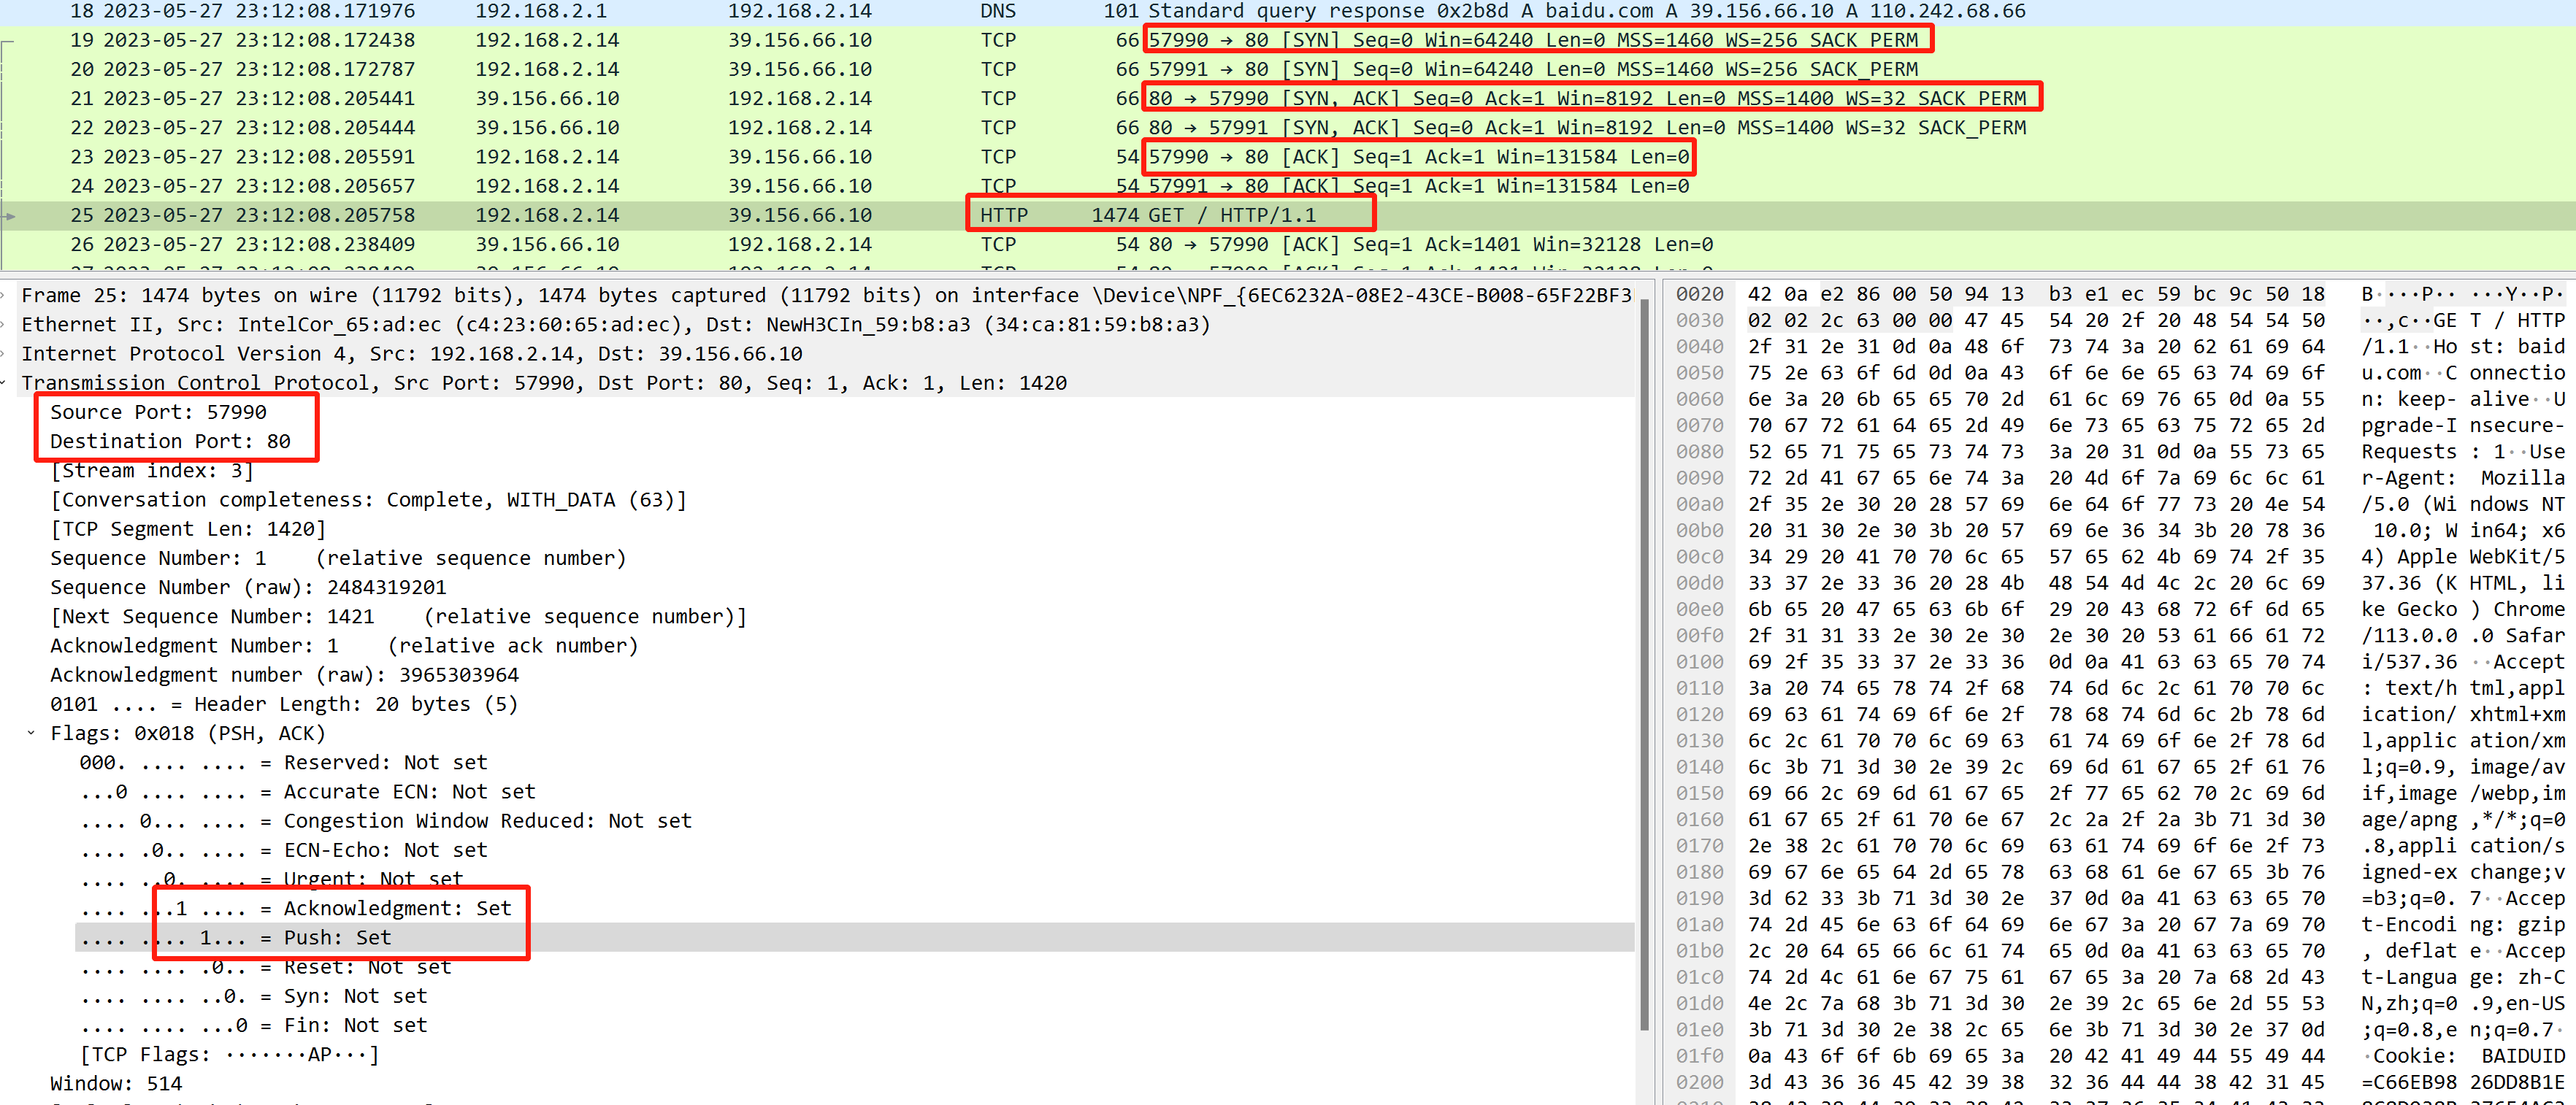 18 2023-05-27 23:12:08.171976 192.168.2.1 192.168.2.14 DNS 101 Standard query response 0x2b8d A baidu.com A 39.156.66.10 A 110.242.68.66
19 2023-05-27 23:12:08.172438 192.168.2.14 39.156.66.10 TCP 66 57990 → 80 [SYN] Seq=0 Win=64240 Len=0 MSS=1460 WS=256 SACK_PERM
20 2023-05-27 23:12:08.172787 192.168.2.14 39.156.66.10 TCP 66 57991 → 80 [SYN] Seq=0 Win=64240 Len=0 MSS=1460 WS=256 SACK_PERM
21 2023-05-27 23:12:08.205441 39.156.66.10 192.168.2.14 TCP 66 80 → 57990 [SYN, ACK] Seq=0 Ack=1 Win=8192 Len=0 MSS=1400 WS=32 SACK_PERM
22 2023-05-27 23:12:08.205444 39.156.66.10 192.168.2.14 TCP 66 80 → 57991 [SYN, ACK] Seq=0 Ack=1 Win=8192 Len=0 MSS=1400 WS=32 SACK_PERM
23 2023-05-27 23:12:08.205591 192.168.2.14 39.156.66.10 TCP 54 57990 → 80 [ACK] Seq=1 Ack=1 Win=131584 Len=0
24 2023-05-27 23:12:08.205657 192.168.2.14 39.156.66.10 TCP 54 57991 → 80 [ACK] Seq=1 Ack=1 Win=131584 Len=0
25 2023-05-27 23:12:08.205758 192.168.2.14 39.156.66.10 HTTP 1474 GET / HTTP/1.1
26 2023-05-27 23:12:08.238409 39.156.66.10 192.168.2.14 TCP 54 80 → 57990 [ACK] Seq=1 Ack=1401 Win=32128 Len=0
Frame 25: 1474 bytes on wire (11792 bits), 1474 bytes captured (11792 bits) on interface \Device\NPF_{6EC6232A-08E2-43CE-B008-65F22BF3
Ethernet II, Src: IntelCor_65:ad:ec (c4:23:60:65:ad:ec), Dst: NewH3CIn_59:b8:a3 (34:ca:81:59:b8:a3)
Internet Protocol Version 4, Src: 192.168.2.14, Dst: 39.156.66.10
Transmission Control Protocol, Src Port: 57990, Dst Port: 80, Seq: 1, Ack: 1, Len: 1420
Source Port: 57990
Destination Port: 80
[Stream index: 3]
[Conversation completeness: Complete, WITH_DATA (63)]
[TCP Segment Len: 1420]
Sequence Number: 1 (relative sequence number)
Sequence Number (raw): 2484319201
[Next Sequence Number: 1421 (relative sequence number)]
Acknowledgment Number: 1 (relative ack number)
Acknowledgment number (raw): 3965303964
0101 .... = Header Length: 20 bytes (5)
Flags: 0x018 (PSH, ACK)
000. .... .... = Reserved: Not set
...0 .... .... = Accurate ECN: Not set
.... 0... .... = Congestion Window Reduced: Not set
.... .0.. .... = ECN-Echo: Not set
.... ..0. .... = Urgent: Not set
.... ...1 .... = Acknowledgment: Set
.... .... 1... = Push: Set
.... .... .0.. = Reset: Not set
.... .... ..0. = Syn: Not set
.... .... ...0 = Fin: Not set
[TCP Flags: ·······AP···]
Window: 514
0020 42 0a e2 86 00 50 94 13 b3 e1 ec 59 bc 9c 50 18 B····P·· ···Y··P·
0030 02 02 2c 63 00 00 47 45 54 20 2f 20 48 54 54 50 ··,c··GE T / HTTP
0040 2f 31 2e 31 0d 0a 48 6f 73 74 3a 20 62 61 69 64 /1.1··Ho st: baid
0050 75 2e 63 6f 6d 0d 0a 43 6f 6e 6e 65 63 74 69 6f u.com··C onnectio
0060 6e 3a 20 6b 65 65 70 2d 61 6c 69 76 65 0d 0a 55 n: keep- alive··U
0070 70 67 72 61 64 65 2d 49 6e 73 65 63 75 72 65 2d pgrade-I nsecure-
0080 52 65 71 75 65 73 74 73 3a 20 31 0d 0a 55 73 65 Requests : 1··Use
0090 72 2d 41 67 65 6e 74 3a 20 4d 6f 7a 69 6c 6c 61 r-Agent: Mozilla
00a0 2f 35 2e 30 20 28 57 69 6e 64 6f 77 73 20 4e 54 /5.0 (Wi ndows NT
00b0 20 31 30 2e 30 3b 20 57 69 6e 36 34 3b 20 78 36 10.0; W in64; x6
00c0 34 29 20 41 70 70 6c 65 57 65 62 4b 69 74 2f 35 4) Apple WebKit/5
00d0 33 37 2e 33 36 20 28 4b 48 54 4d 4c 2c 20 6c 69 37.36 (K HTML, li
00e0 6b 65 20 47 65 63 6b 6f 29 20 43 68 72 6f 6d 65 ke Gecko ) Chrome
00f0 2f 31 31 33 2e 30 2e 30 2e 30 20 53 61 66 61 72 /113.0.0 .0 Safar
0100 69 2f 35 33 37 2e 33 36 0d 0a 41 63 63 65 70 74 i/537.36 ··Accept
0110 3a 20 74 65 78 74 2f 68 74 6d 6c 2c 61 70 70 6c : text/h tml,appl
0120 69 63 61 74 69 6f 6e 2f 78 68 74 6d 6c 2b 78 6d ication/ xhtml+xm
0130 6c 2c 61 70 70 6c 69 63 61 74 69 6f 6e 2f 78 6d l,applic ation/xm
0140 6c 3b 71 3d 30 2e 39 2c 69 6d 61 67 65 2f 61 76 l;q=0.9, image/av
0150 69 66 2c 69 6d 61 67 65 2f 77 65 62 70 2c 69 6d if,image /webp,im
0160 61 67 65 2f 61 70 6e 67 2c 2a 2f 2a 3b 71 3d 30 age/apng ,*/*;q=0
0170 2e 38 2c 61 70 70 6c 69 63 61 74 69 6f 6e 2f 73 .8,appli cation/s
0180 69 67 6e 65 64 2d 65 78 63 68 61 6e 67 65 3b 76 igned-ex change;v
0190 3d 62 33 3b 71 3d 30 2e 37 0d 0a 41 63 63 65 70 =b3;q=0. 7··Accep
01a0 74 2d 45 6e 63 6f 64 69 6e 67 3a 20 67 7a 69 70 t-Encodi ng: gzip
01b0 2c 20 64 65 66 6c 61 74 65 0d 0a 41 63 63 65 70 , deflat e··Accep
01c0 74 2d 4c 61 6e 67 75 61 67 65 3a 20 7a 68 2d 43 t-Langua ge: zh-C
01d0 4e 2c 7a 68 3b 71 3d 30 2e 39 2c 65 6e 2d 55 53 N,zh;q=0 .9,en-US
01e0 3b 71 3d 30 2e 38 2c 65 6e 3b 71 3d 30 2e 37 0d ;q=0.8,e n;q=0.7·
01f0 0a 43 6f 6f 6b 69 65 3a 20 42 41 49 44 55 49 44 ·Cookie: BAIDUID
0200 3d 43 36 36 45 42 39 38 32 36 44 44 38 42 31 45 =C66EB98 26DD8B1E